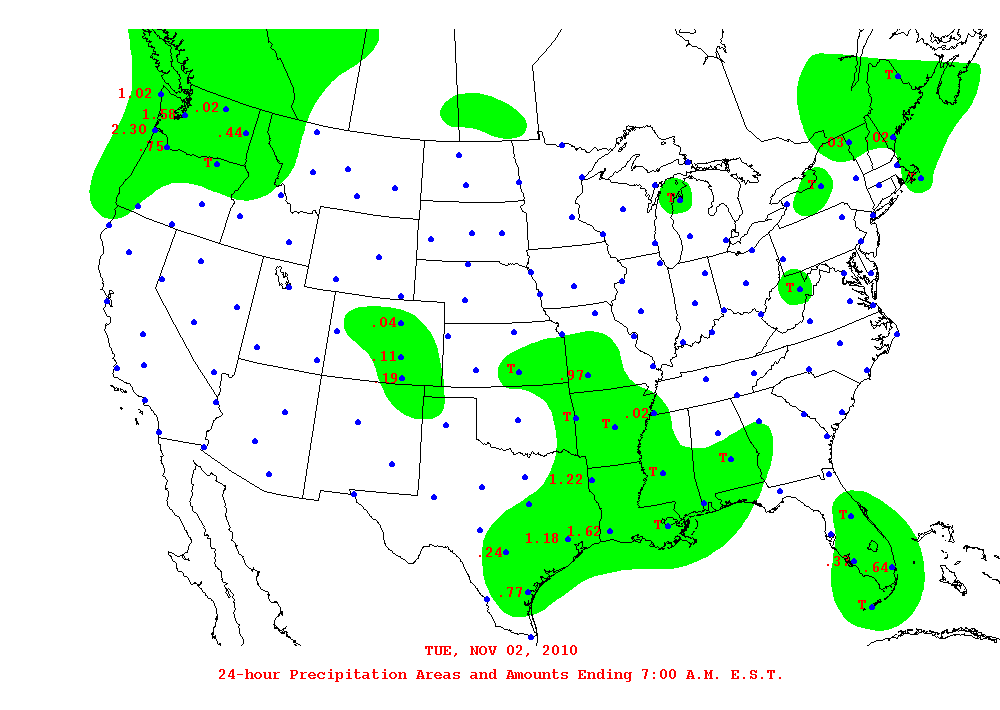 T
1.02
.02
1.58
2.30
.44
.03
.02
.75
T
T
T
T
T
.04
.11
T
.19
.97
T
.02
T
T
T
1.22
T
T
1.62
1.18
.24
.37
.64
.77
T
TUE, NOV 02, 2010
24-hour Precipitation Areas and Amounts Ending 7:00 A.M. E.S.T.